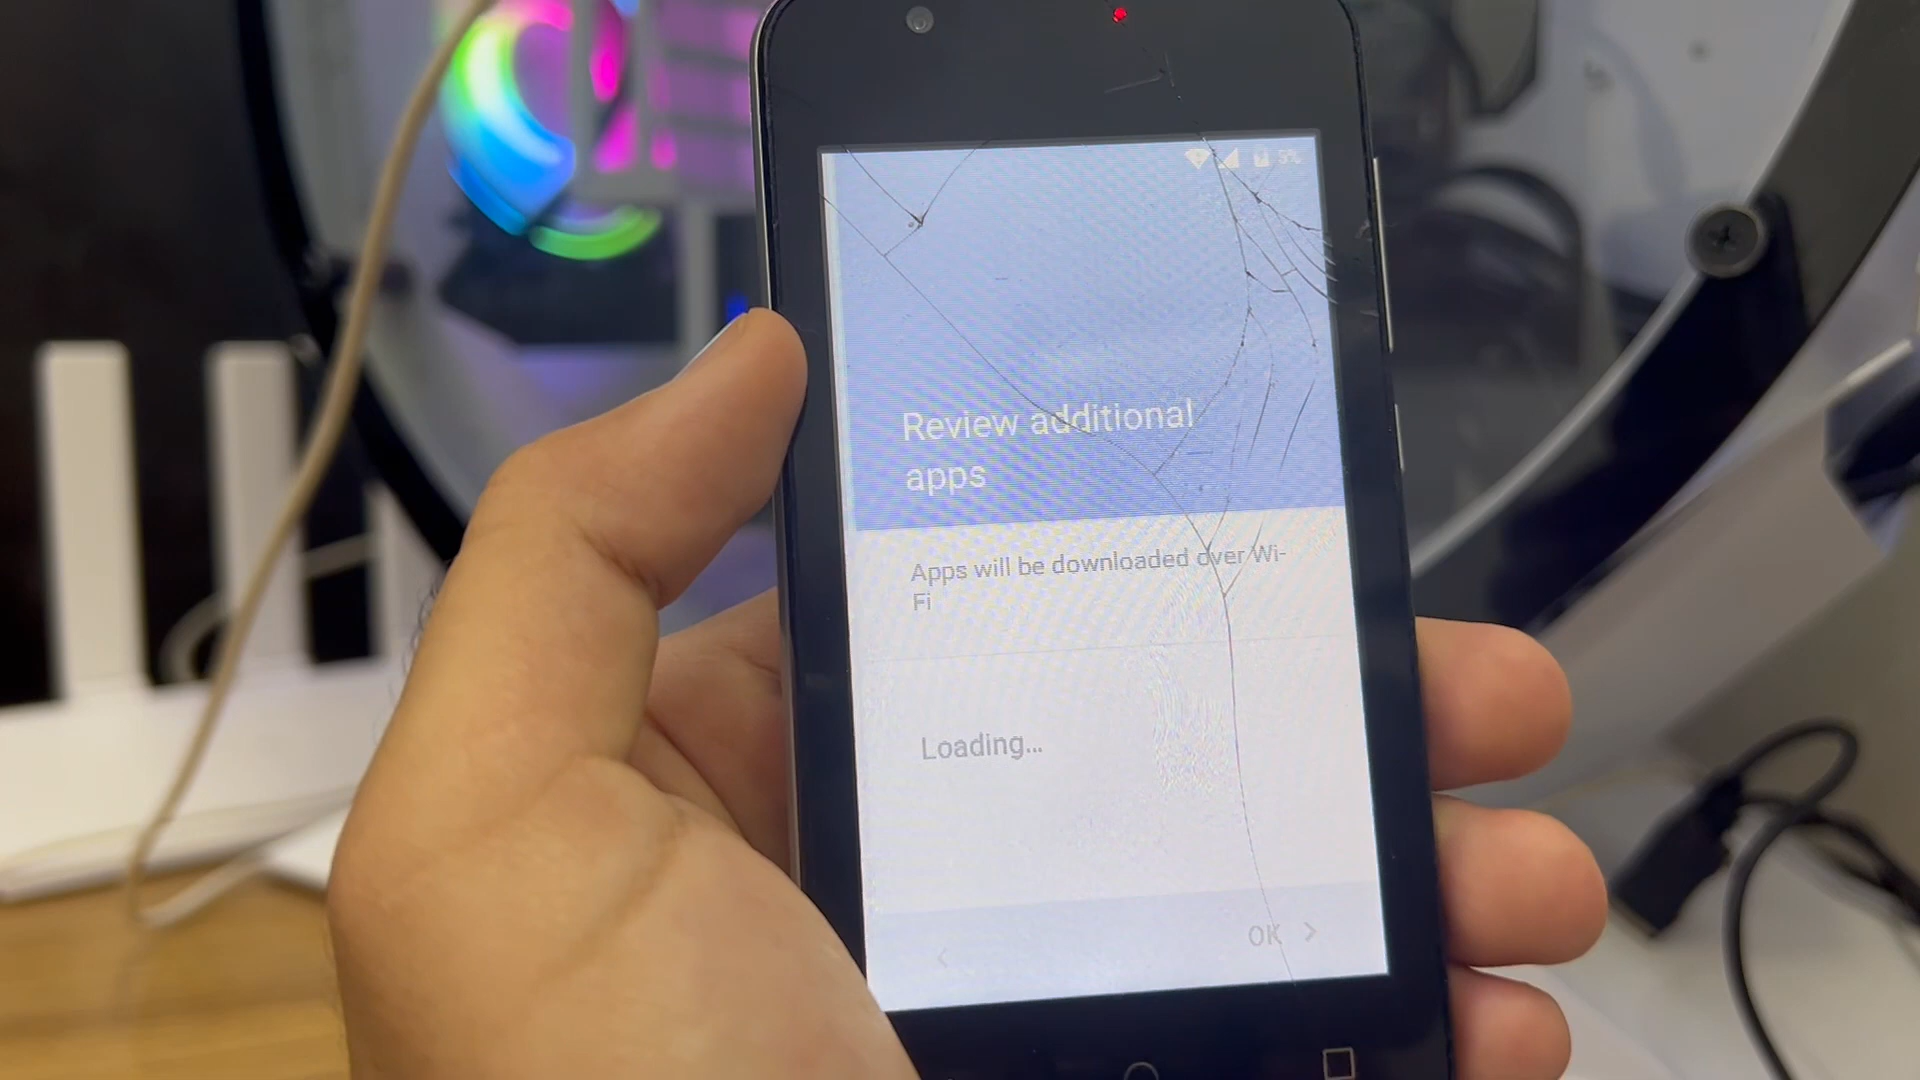 Review additional
apps
Apps will be downloaded over Wi-
Fi
Loading...
OK